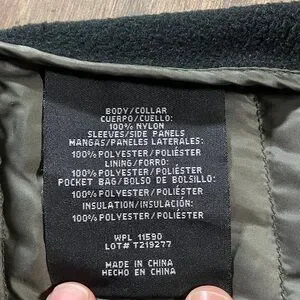 BODY/COLLAR
CUERPO/CUELLO:
100% NYLON
SLEEVES/SIDE PANELS
MANGAS/PANELES LATERALES:
100% POLYESTER/POLIÉSTER
LINING/FORRO:
100% POLYESTER/POLIÉSTER
POCKET BAG/BOLSO DE BOLSILLO:
100% POLYESTER/POLIÉSTER
INSULATION/INSULACIÓN:
100% POLYESTER/POLIÉSTER
WPL 11590
LOT# T219277
MADE IN CHINA
HECHO EN CHINA